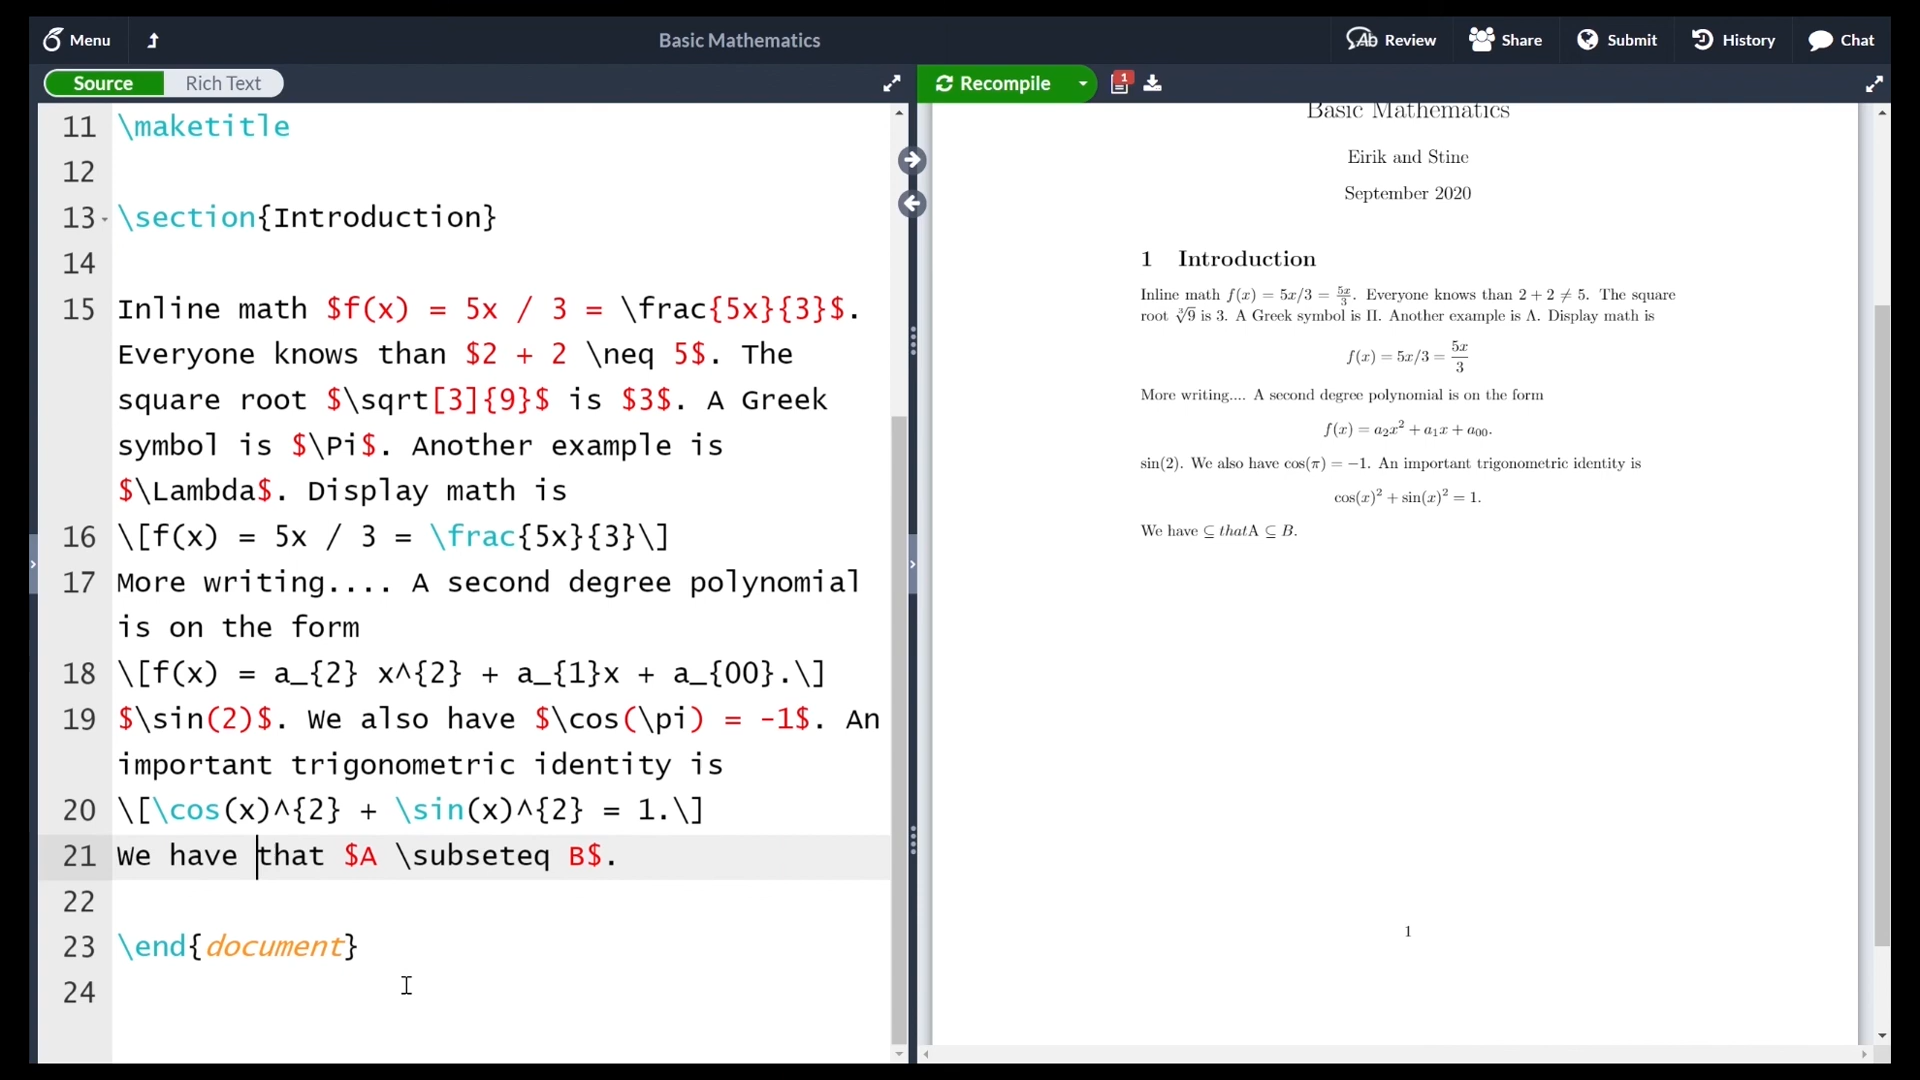 Menu
Basic Mathematics
Review
Share
Submit
History
Chat
Source
Rich Text
Recompile
1
11 \maketitle
12
13 \section{Introduction}
14
15 Inline math $f(x) = 5x / 3 = \frac{5x}{3}$.
Everyone knows than $2 + 2 \neq 5$. The
square root $\sqrt[3]{9}$ is $3$. A Greek
symbol is $\Pi$. Another example is
$\Lambda$. Display math is
16 \[f(x) = 5x / 3 = \frac{5x}{3}\]
17 More writing.... A second degree polynomial
is on the form
18 \[f(x) = a_{2} x^{2} + a_{1}x + a_{00}.\]
19 $\sin(2)$. We also have $\cos(\pi) = -1$. An
important trigonometric identity is
20 \[\cos(x)^{2} + \sin(x)^{2} = 1.\]
21 We have that $A \subseteq B$.
22
23 \end{document}
24
Basic Mathematics
Eirik and Stine
September 2020
1 Introduction
Inline math f(x) = 5x/3 = 5x/3. Everyone knows than 2 + 2 ≠ 5. The square
root ∛9 is 3. A Greek symbol is Π. Another example is Λ. Display math is
f(x) = 5x/3 = 5x/3
More writing.... A second degree polynomial is on the form
f(x) = a₂x² + a₁x + a₀₀.
sin(2). We also have cos(π) = −1. An important trigonometric identity is
cos(x)² + sin(x)² = 1.
We have ⊆ thatA ⊆ B.
1